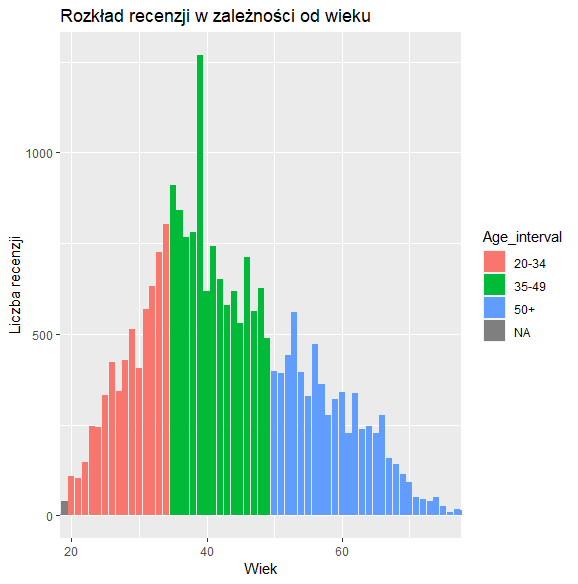 Rozkład recenzji w zależności od wieku
Liczba recenzji
1000
500
0
20
40
60
Wiek
Age_interval
20-34
35-49
50+
NA